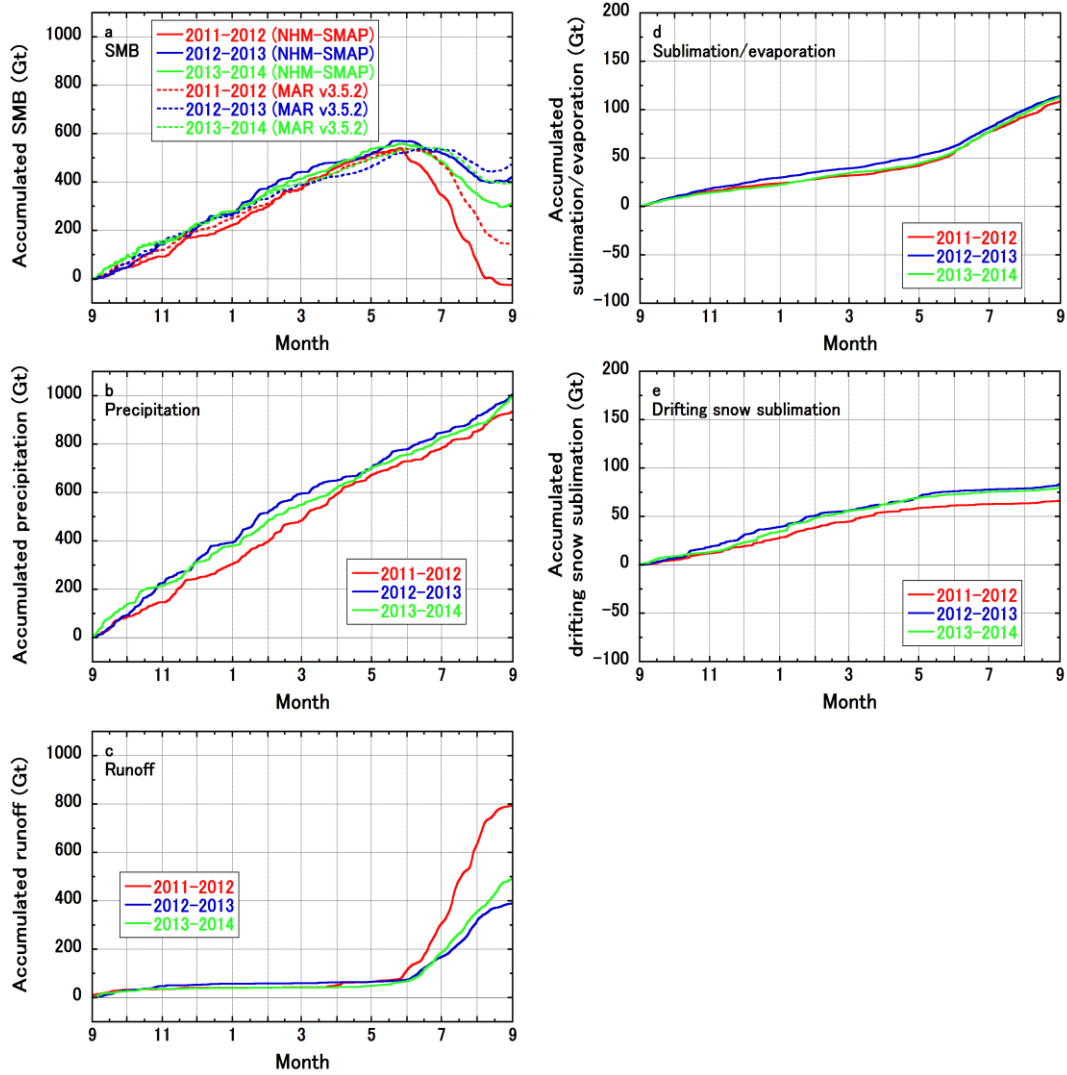 a
SMB
2011-2012 (NHM-SMAP)
2012-2013 (NHM-SMAP)
2013-2014 (NHM-SMAP)
2011-2012 (MAR v3.5.2)
2012-2013 (MAR v3.5.2)
2013-2014 (MAR v3.5.2)
Accumulated SMB (Gt)
1000
800
600
400
200
0
9 11 1 3 5 7 9
Month
d
Sublimation/evaporation
Accumulated
sublimation/evaporation (Gt)
200
150
100
50
0
-50
-100
2011-2012
2012-2013
2013-2014
9 11 1 3 5 7 9
Month
b
Precipitation
Accumulated precipitation (Gt)
1000
800
600
400
200
0
2011-2012
2012-2013
2013-2014
9 11 1 3 5 7 9
Month
e
Drifting snow sublimation
Accumulated
drifting snow sublimation (Gt)
200
150
100
50
0
-50
-100
2011-2012
2012-2013
2013-2014
9 11 1 3 5 7 9
Month
c
Runoff
Accumulated runoff (Gt)
1000
800
600
400
200
0
2011-2012
2012-2013
2013-2014
9 11 1 3 5 7 9
Month